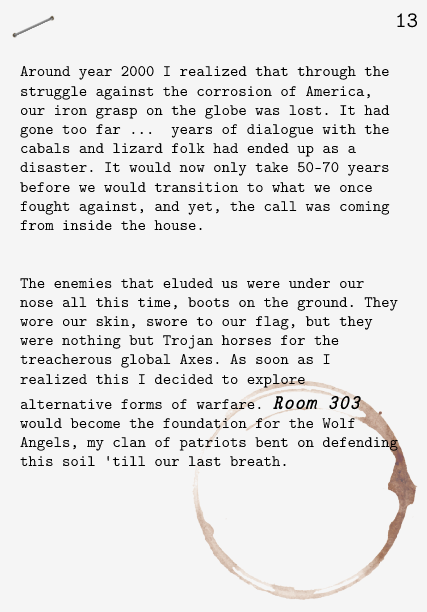 13
Around year 2000 I realized that through the
struggle against the corrosion of America,
our iron grasp on the globe was lost. It had
gone too far ...  years of dialogue with the
cabals and lizard folk had ended up as a
disaster. It would now only take 50-70 years
before we would transition to what we once
fought against, and yet, the call was coming
from inside the house.
The enemies that eluded us were under our
nose all this time, boots on the ground. They
wore our skin, swore to our flag, but they
were nothing but Trojan horses for the
treacherous global Axes. As soon as I
realized this I decided to explore
alternative forms of warfare. Room 303
would become the foundation for the Wolf
Angels, my clan of patriots bent on defending
this soil 'till our last breath.